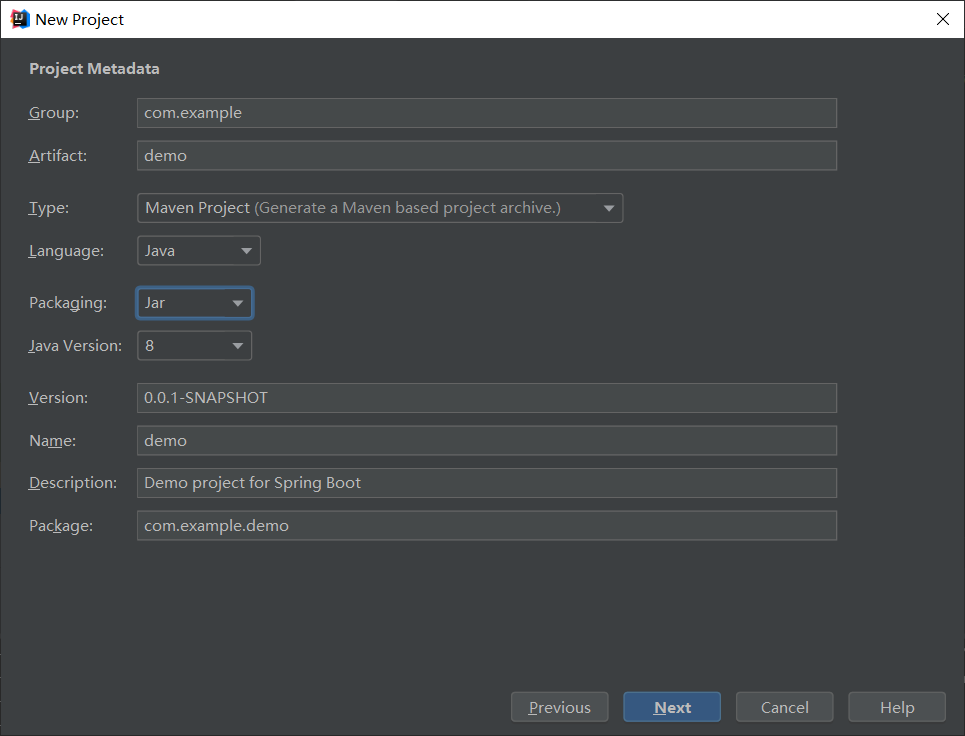 New Project
Project Metadata
Group: com.example
Artifact: demo
Type: Maven Project (Generate a Maven based project archive.)
Language: Java
Packaging: Jar
Java Version: 8
Version: 0.0.1-SNAPSHOT
Name: demo
Description: Demo project for Spring Boot
Package: com.example.demo
Previous Next Cancel Help